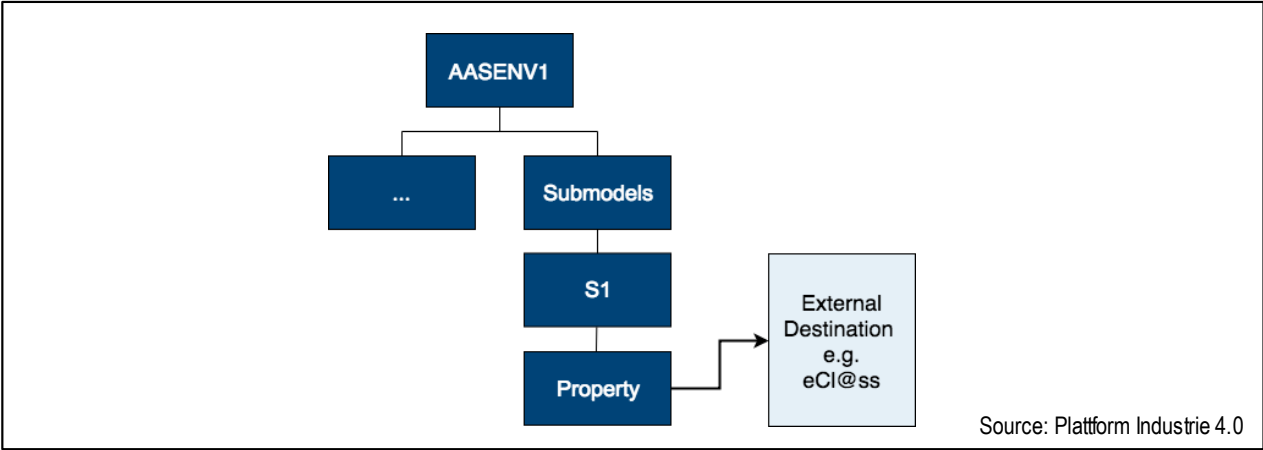 AASENV1
...
Submodels
S1
Property
External
Destination
e.g.
eCl@ss
Source: Plattform Industrie 4.0